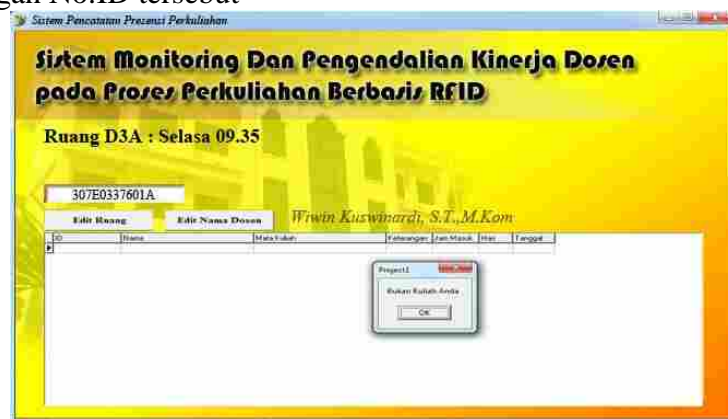 gan No.ID tersebut
Sistem Pencatatan Prezensi Perkuliahan
Sistem Monitoring Dan Pengendalian Kinerja Dosen
pada Proses Perkuliahan Berbasis RFID
Ruang D3A : Selasa 09.35
307E0337601A
Edit Ruang Edit Nama Dosen Wiwin Kuswinardi, S.T.,M.Kom
ID Nama Mata Kuliah Keterangan Jam Masuk Hari Tanggal
Project1
Bukan Kuliah Anda
OK